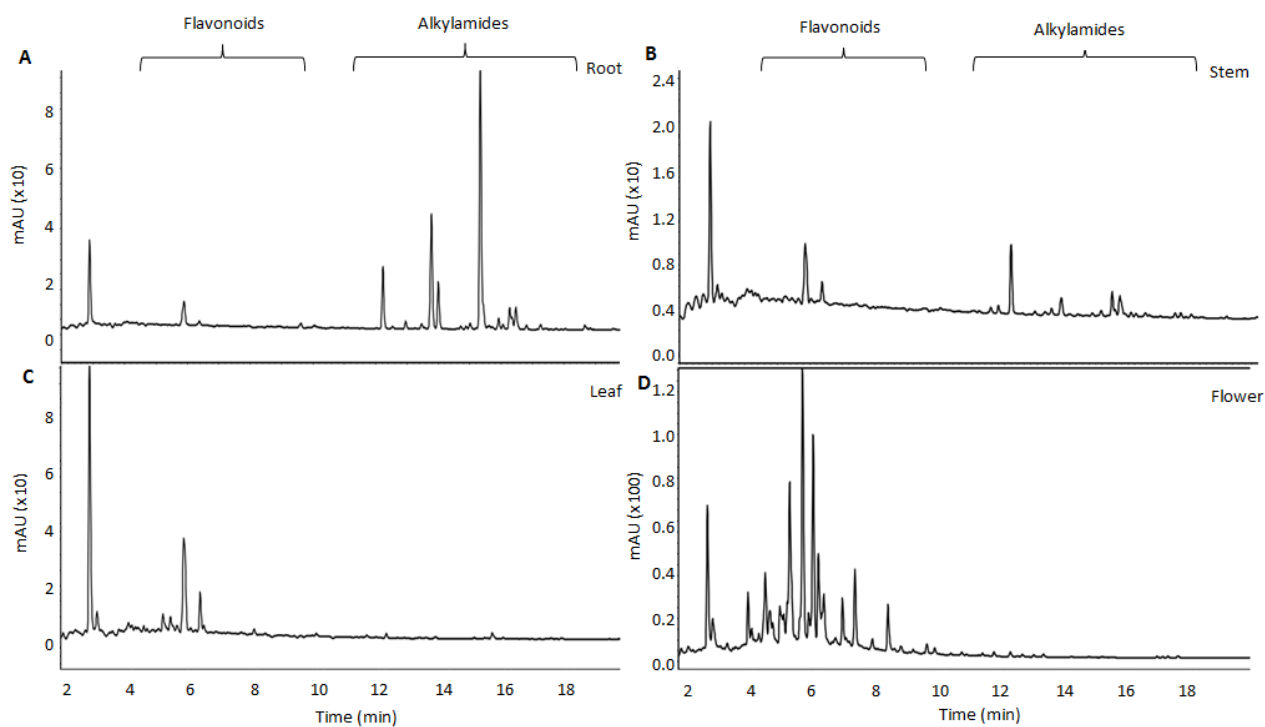 Flavonoids Alkylamides
A Root
8
6
4
2
0
mAU (x10)
Flavonoids Alkylamides
B Stem
2.4
2.0
1.6
1.2
0.8
0.4
0.0
mAU (x10)
C Leaf
8
6
4
2
0
mAU (x10)
2 4 6 8 10 12 14 16 18
Time (min)
D Flower
1.2
1.0
0.8
0.6
0.4
0.2
0.0
mAU (x100)
2 4 6 8 10 12 14 16 18
Time (min)